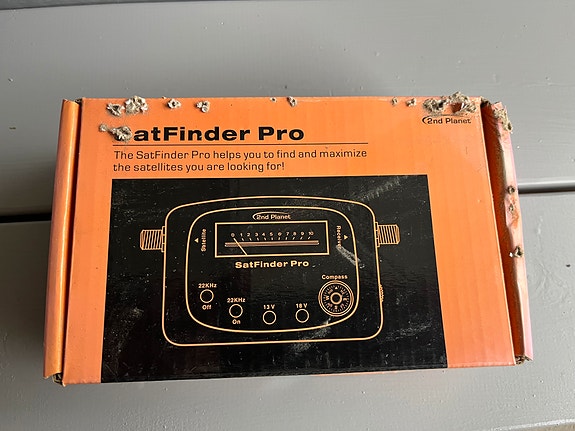 atFinder Pro
2nd Planet
The SatFinder Pro helps you to find and maximize
the satellites you are looking for!
2nd Planet
0 1 2 3 4 5 6 7 8 9 10
Satellite
Receiver
SatFinder Pro
Compass
22KHz
Off
22KHz
On
13 V
18 V